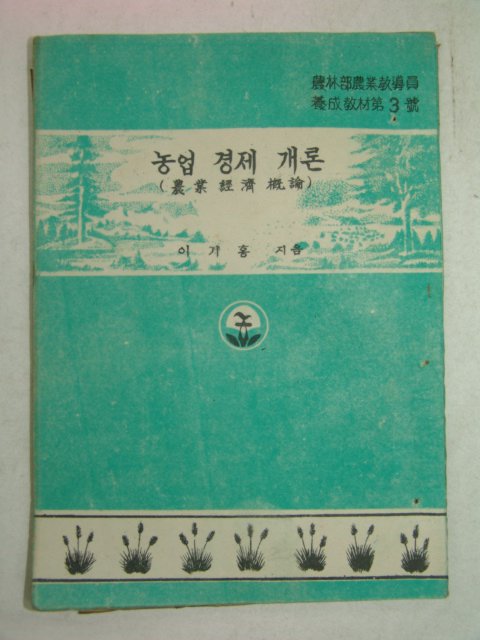 農林部農業敎導員
養成敎材第3號
농업 경제 개론
(農業經濟槪論)
이기홍 지음